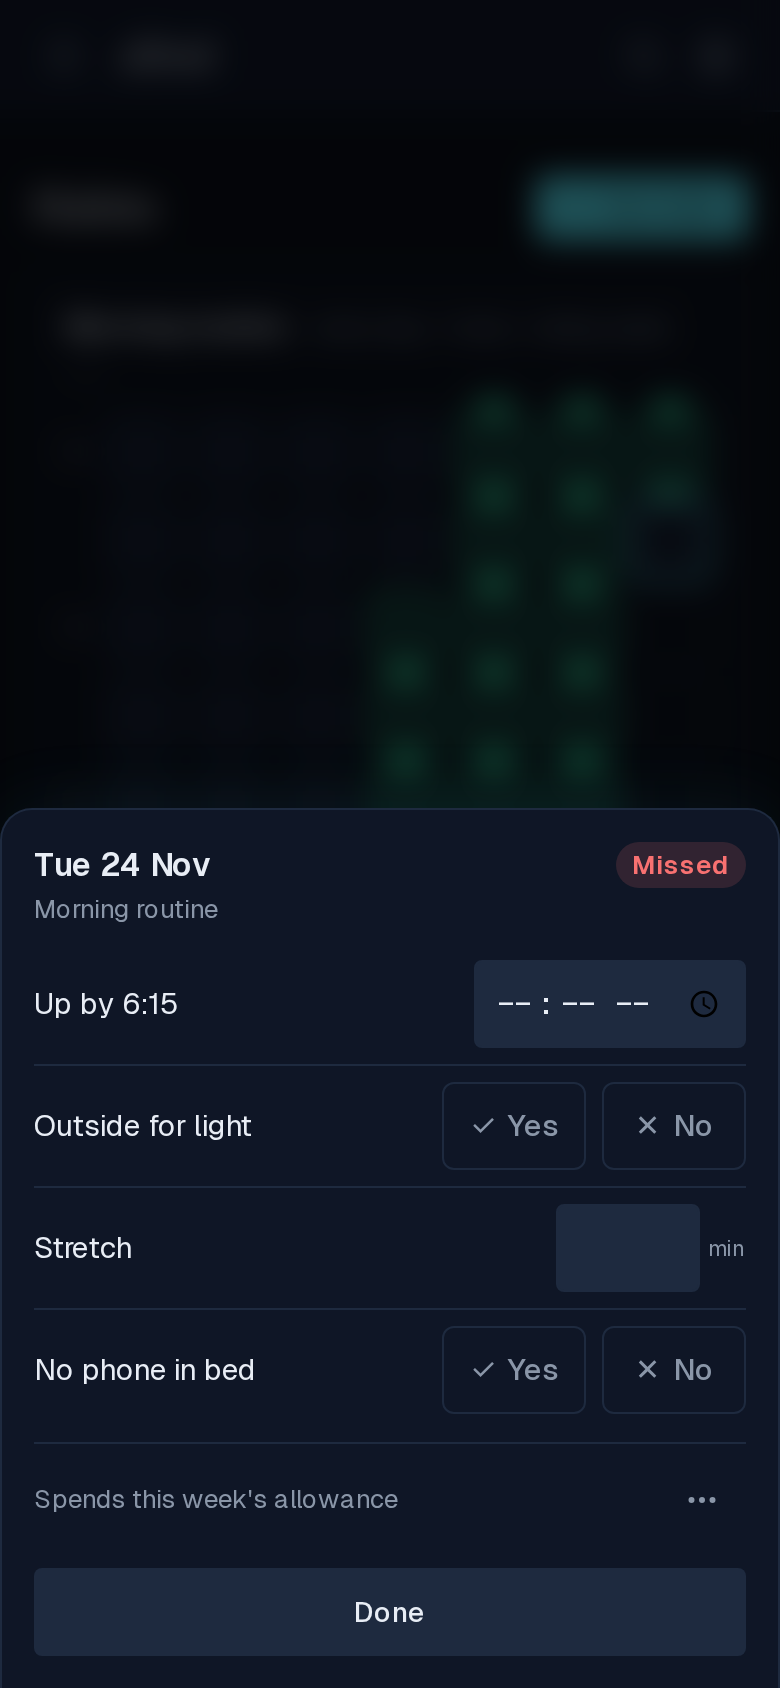 Tue 24 Nov
Missed
Morning routine
Up by 6:15
--:-- --
Outside for light
Yes
No
Stretch
min
No phone in bed
Yes
No
Spends this week's allowance
Done